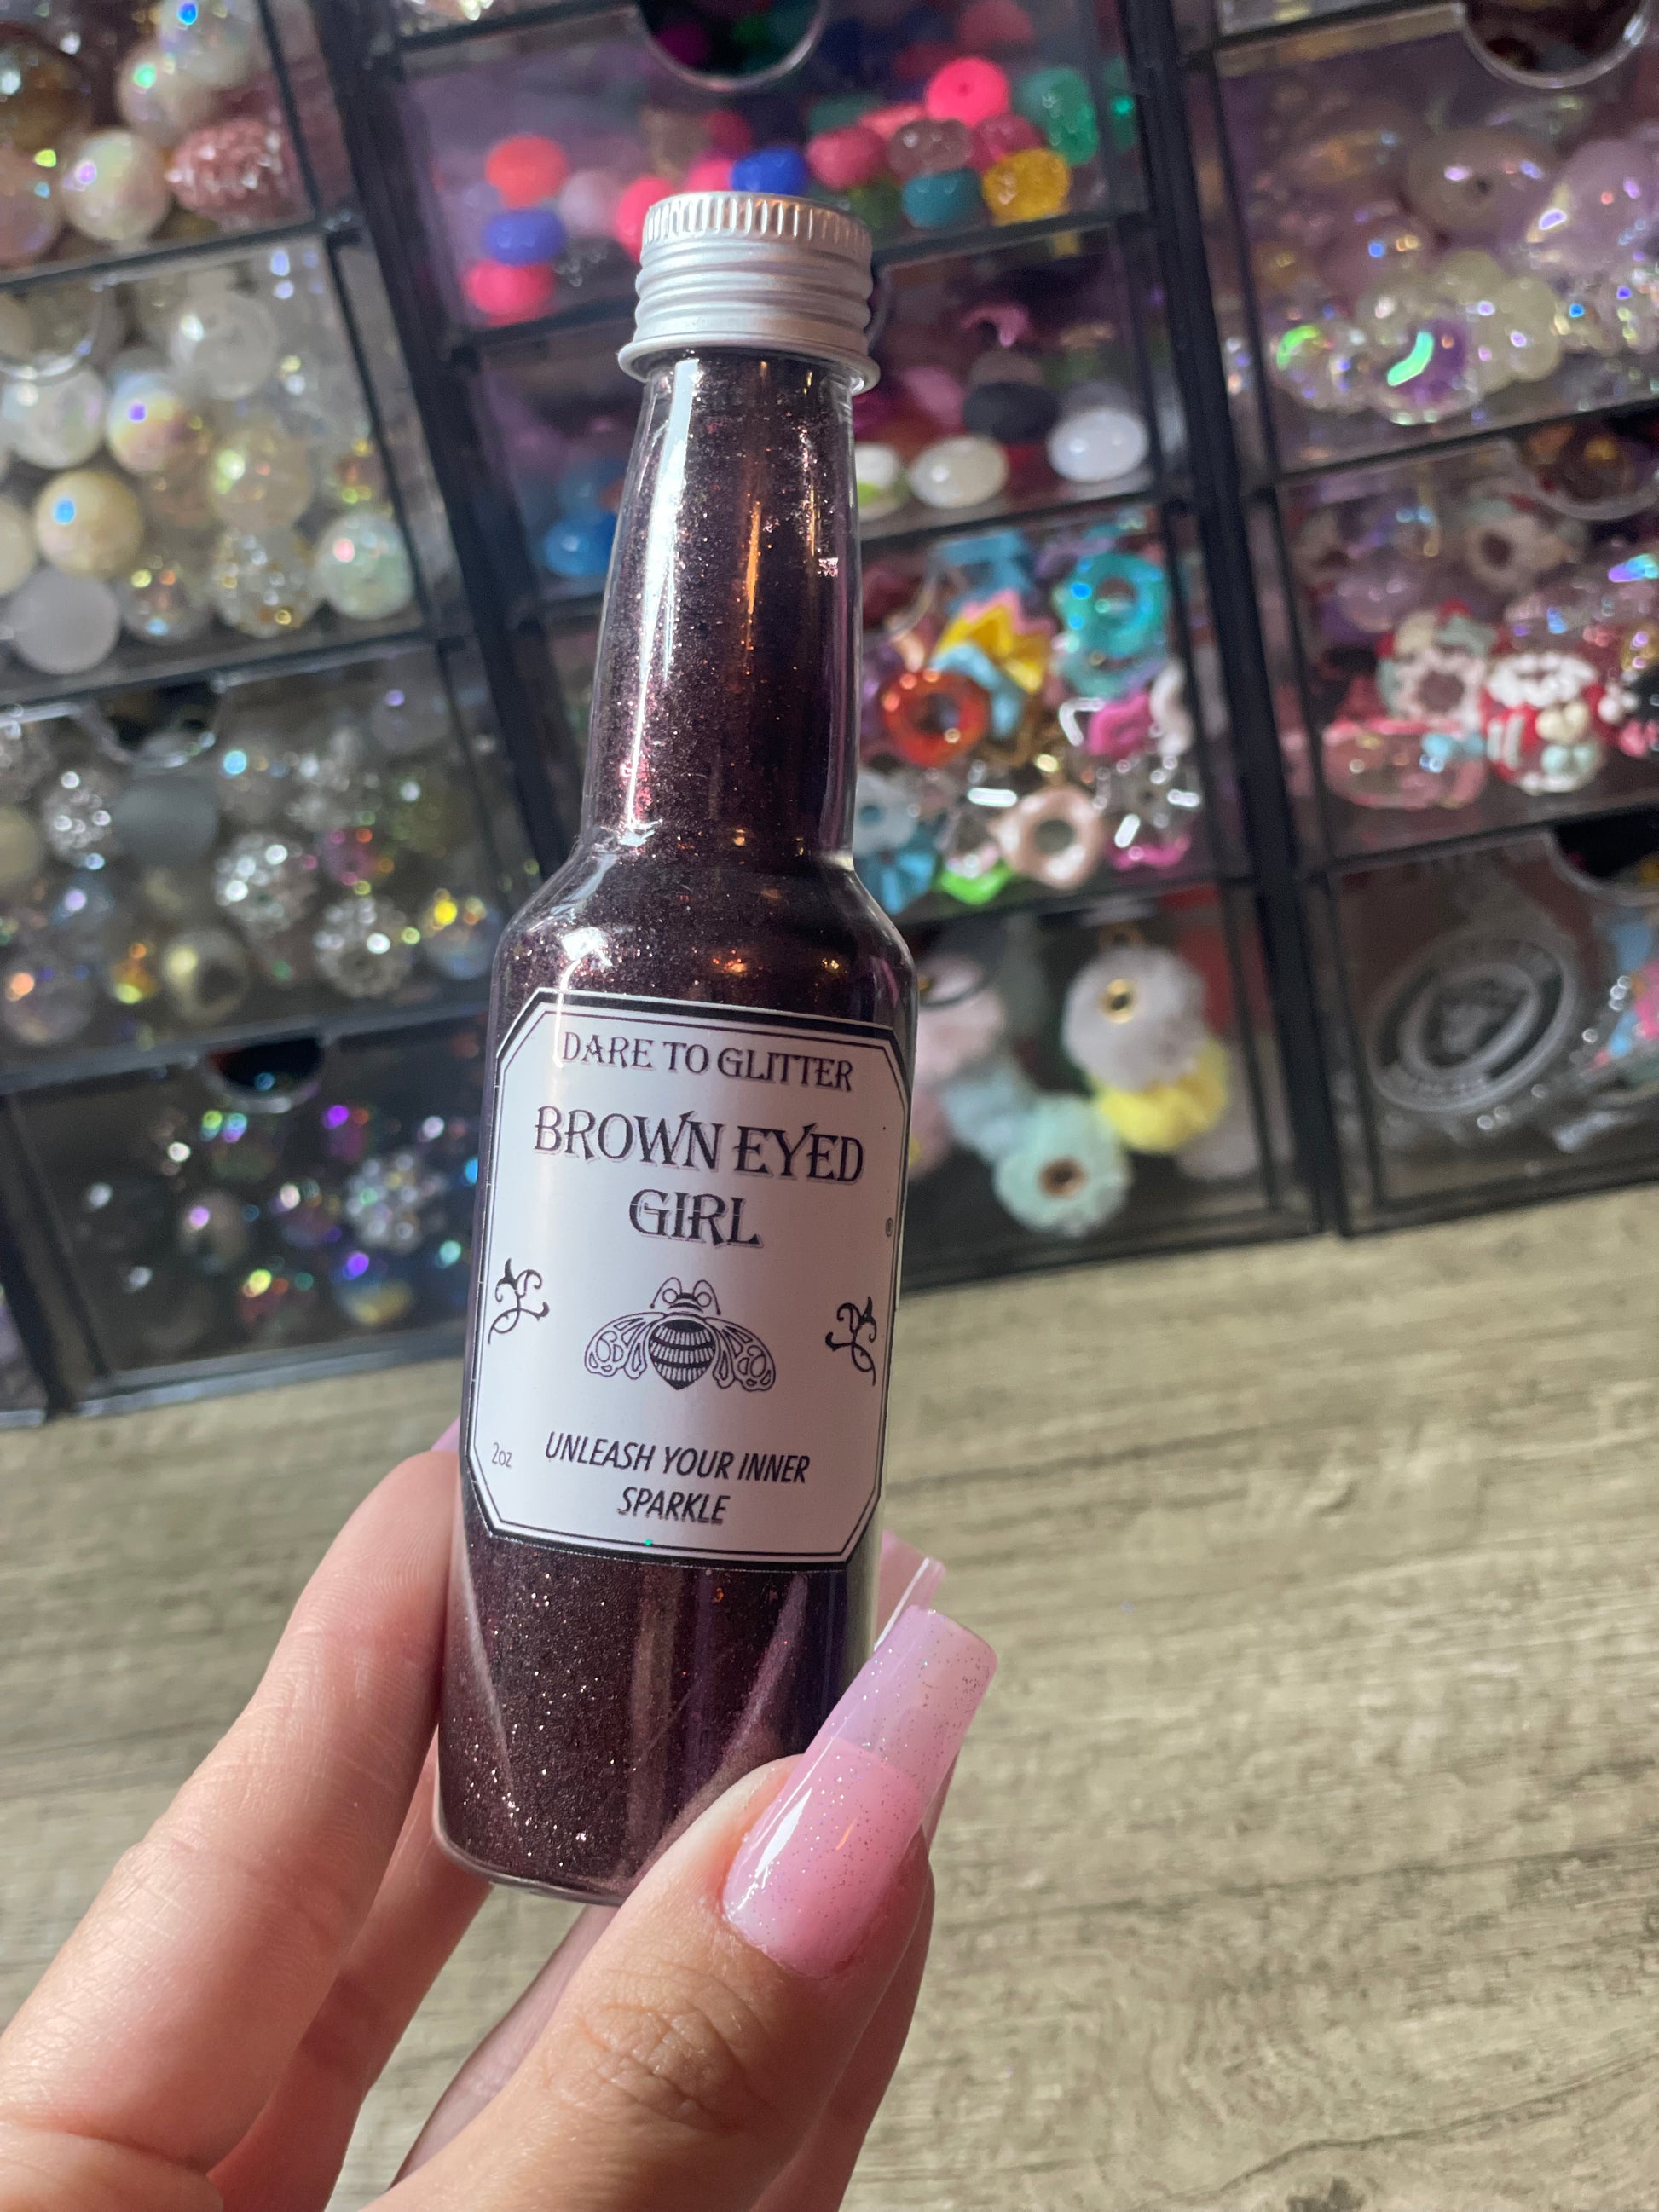 DARE TO GLITTER
BROWN EYED
GIRL
®
2oz
UNLEASH YOUR INNER
SPARKLE